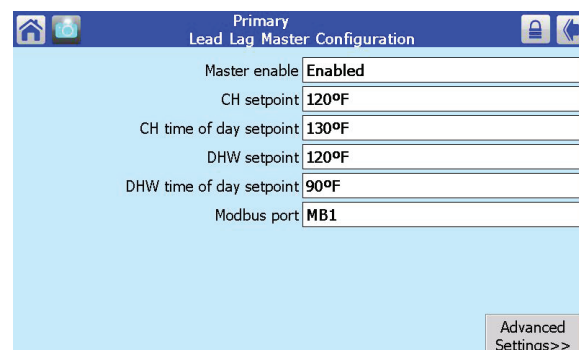 Primary
Lead Lag Master Configuration
Master enable Enabled
CH setpoint 120ºF
CH time of day setpoint 130ºF
DHW setpoint 120ºF
DHW time of day setpoint 90ºF
Modbus port MB1
Advanced
Settings>>